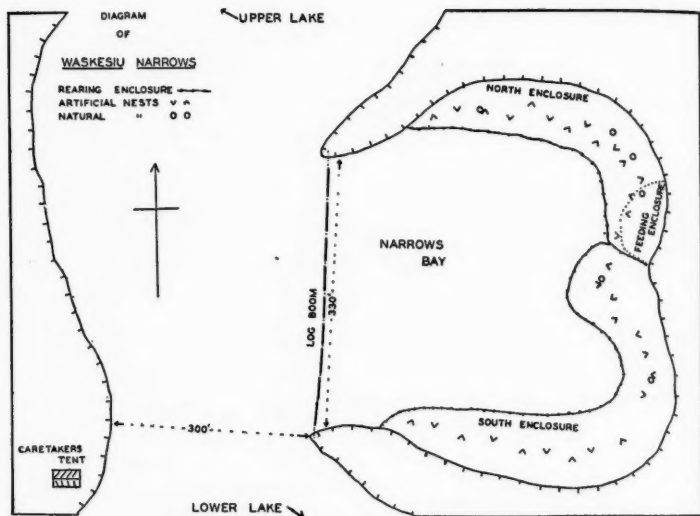 DIAGRAM
OF
WASKESIU NARROWS
REARING ENCLOSURE
ARTIFICIAL NESTS
NATURAL "
UPPER LAKE
NORTH ENCLOSURE
FEEDING ENCLOSURE
NARROWS
BAY
LOG BOOM
330'
300'
SOUTH ENCLOSURE
CARETAKERS
TENT
LOWER LAKE